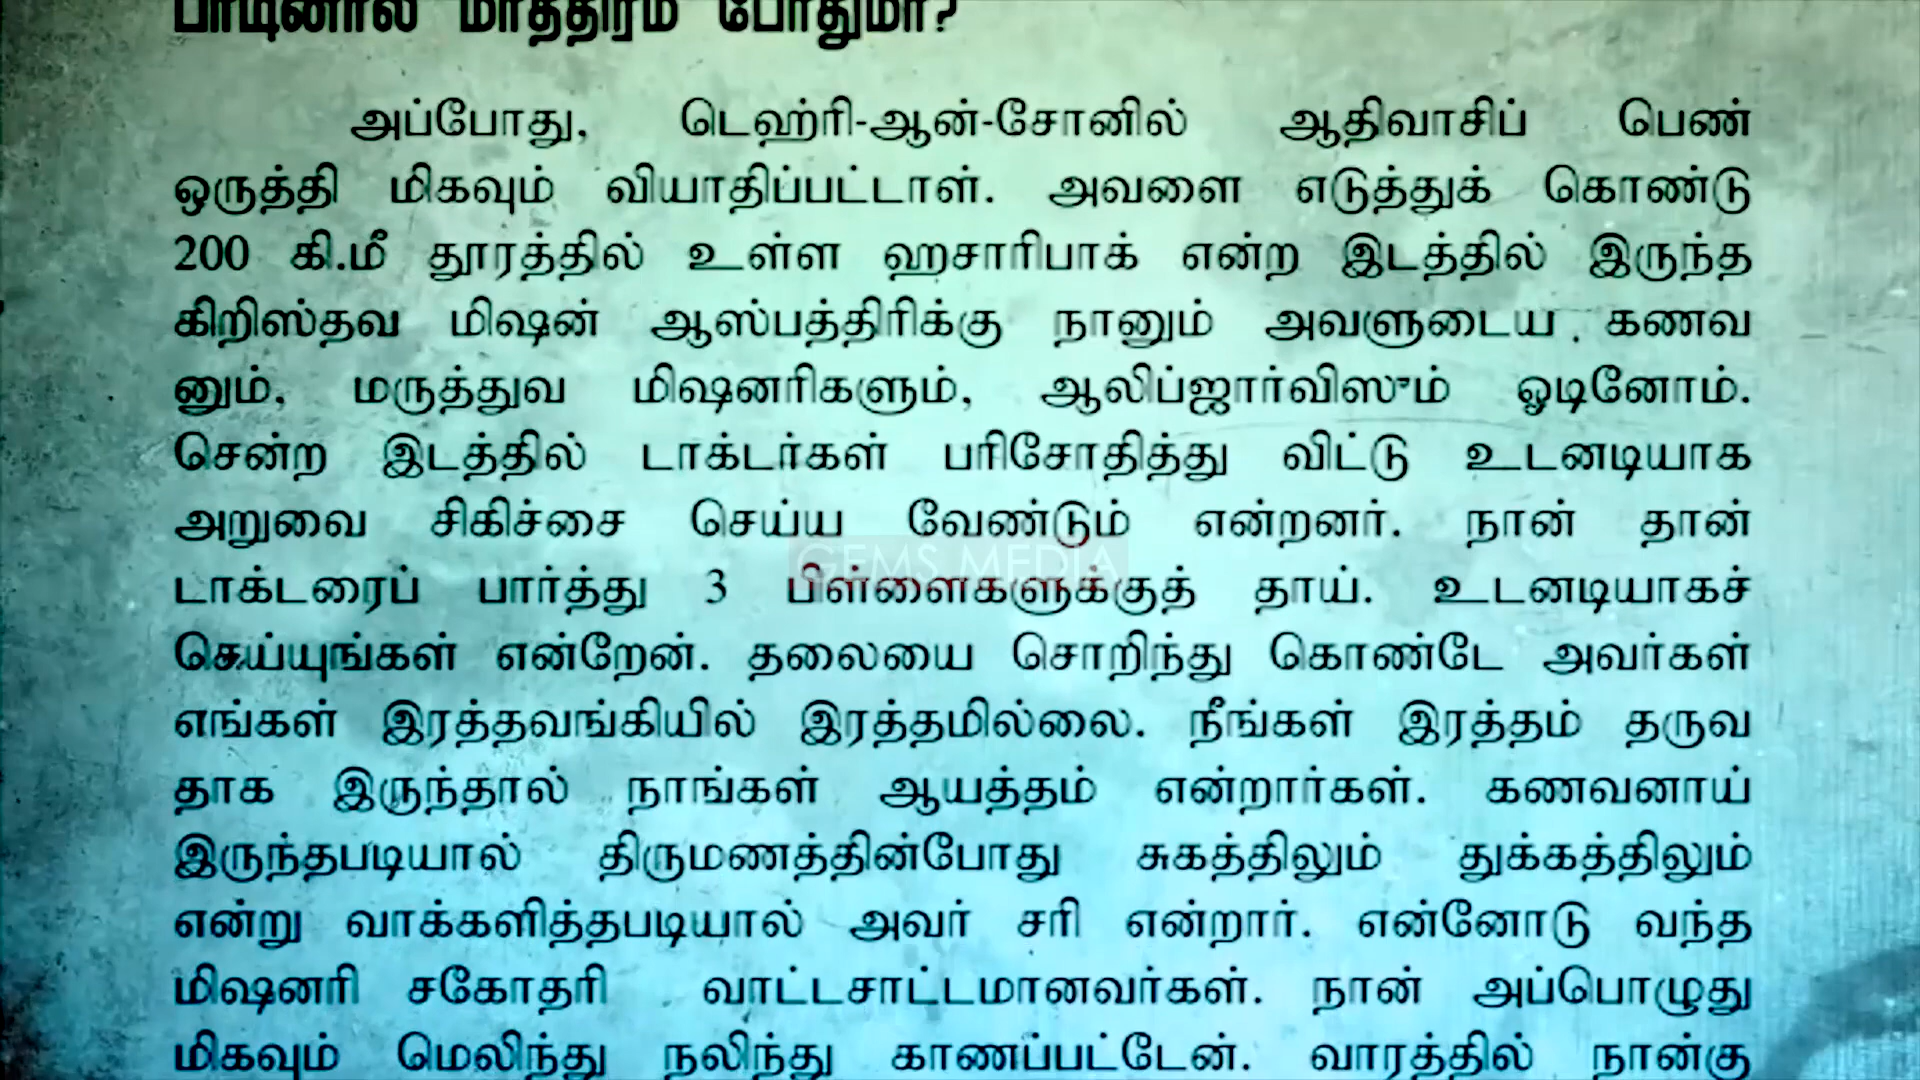 பாடினால் மாத்திரம் போதுமா?
அப்போது, டெஹ்ரி-ஆன்-சோனில் ஆதிவாசிப் பெண்
ஒருத்தி மிகவும் வியாதிப்பட்டாள். அவளை எடுத்துக் கொண்டு
200 கி.மீ தூரத்தில் உள்ள ஹசாரிபாக் என்ற இடத்தில் இருந்த
கிறிஸ்தவ மிஷன் ஆஸ்பத்திரிக்கு நானும் அவளுடைய கணவ
னும், மருத்துவ மிஷனரிகளும், ஆலிப்ஜார்விஸும் ஓடினோம்.
சென்ற இடத்தில் டாக்டர்கள் பரிசோதித்து விட்டு உடனடியாக
அறுவை சிகிச்சை செய்ய வேண்டும் என்றனர். நான் தான்
GEMS MEDIA
டாக்டரைப் பார்த்து 3 பிள்ளைகளுக்குத் தாய். உடனடியாகச்
செய்யுங்கள் என்றேன். தலையை சொறிந்து கொண்டே அவர்கள்
எங்கள் இரத்தவங்கியில் இரத்தமில்லை. நீங்கள் இரத்தம் தருவ
தாக இருந்தால் நாங்கள் ஆயத்தம் என்றார்கள். கணவனாய்
இருந்தபடியால் திருமணத்தின்போது சுகத்திலும் துக்கத்திலும்
என்று வாக்களித்தபடியால் அவர் சரி என்றார். என்னோடு வந்த
மிஷனரி சகோதரி வாட்டசாட்டமானவர்கள். நான் அப்பொழுது
மிகவும் மெலிந்து நலிந்து காணப்பட்டேன். வாரத்தில் நான்கு